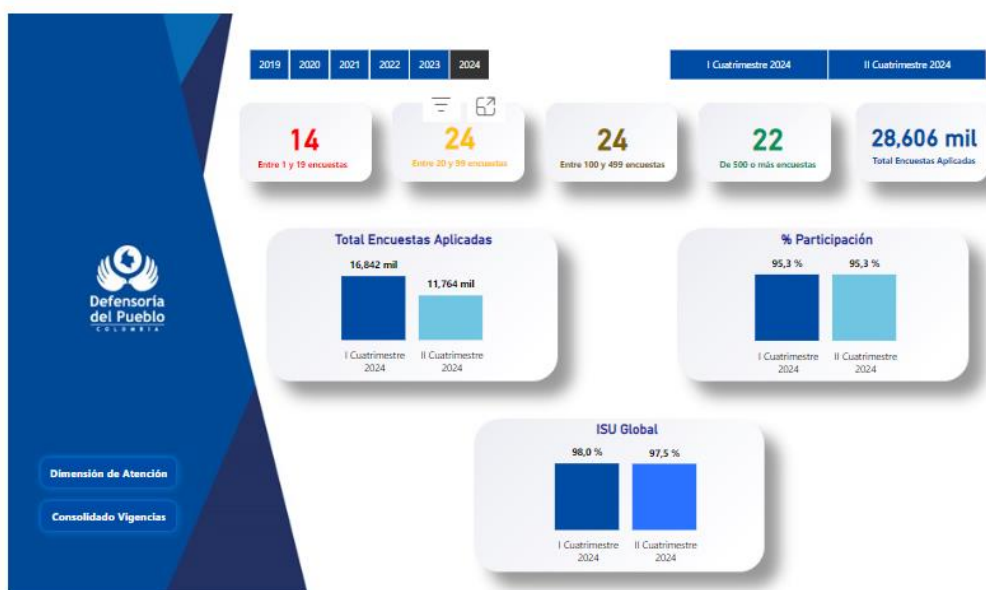 2019 2020 2021 2022 2023 2024
I Cuatrimestre 2024 II Cuatrimestre 2024
14
Entre 1 y 19 encuestas
24
Entre 20 y 99 encuestas
24
Entre 100 y 499 encuestas
22
De 500 o más encuestas
28,606 mil
Total Encuestas Aplicadas
Defensoría
del Pueblo
COLOMBIA
Total Encuestas Aplicadas
16,842 mil
11,764 mil
I Cuatrimestre
2024
II Cuatrimestre
2024
% Participación
95,3 %
95,3 %
I Cuatrimestre
2024
II Cuatrimestre
2024
ISU Global
98,0 %
97,5 %
I Cuatrimestre
2024
II Cuatrimestre
2024
Dimensión de Atención
Consolidado Vigencias